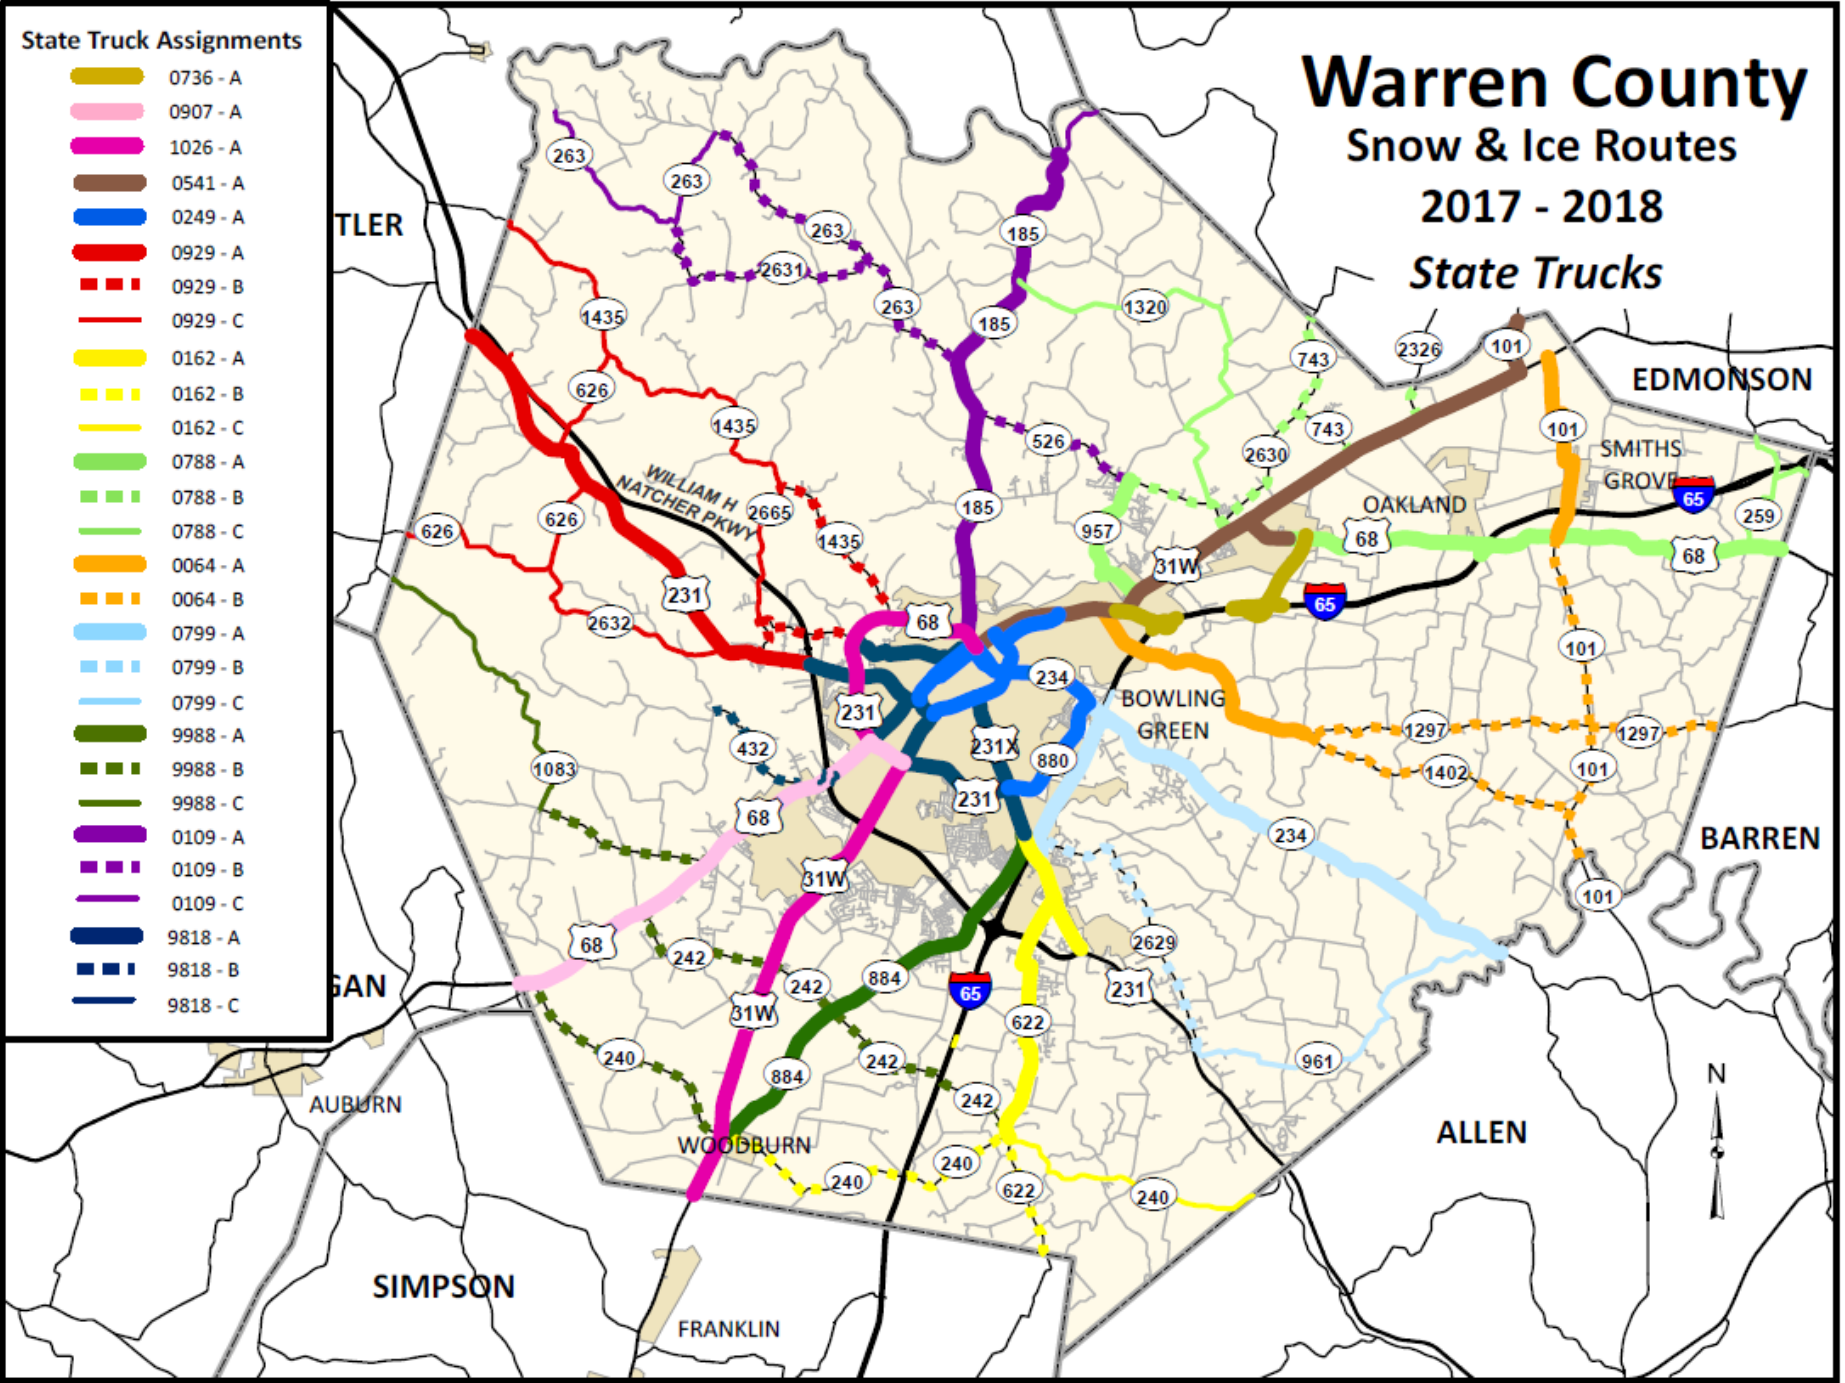 State Truck Assignments
0736 - A
0907 - A
1026 - A
0541 - A
0249 - A
0929 - A
0929 - B
0929 - C
0162 - A
0162 - B
0162 - C
0788 - A
0788 - B
0788 - C
0064 - A
0064 - B
0799 - A
0799 - B
0799 - C
9988 - A
9988 - B
9988 - C
0109 - A
0109 - B
0109 - C
9818 - A
9818 - B
9818 - C
Warren County
Snow & Ice Routes
2017 - 2018
State Trucks
263
263
263
2631
263
185
185
1320
743
2326
101
TLER
1435
626
1435
EDMONSON
101
743
526
2630
SMITHS
GROVE
WILLIAM H
NATCHER PKWY
65
OAKLAND
185
2665
626
626
1435
957
259
68
68
31W
231
65
2632
68
101
234
BOWLING
GREEN
231
1297
1297
432
231X
880
1083
1402
101
231
68
234
BARREN
31W
101
68
242
2629
GAN
242
884
65
231
31W
622
240
242
961
884
N
AUBURN
242
WOODBURN
ALLEN
240
240
622
240
SIMPSON
FRANKLIN